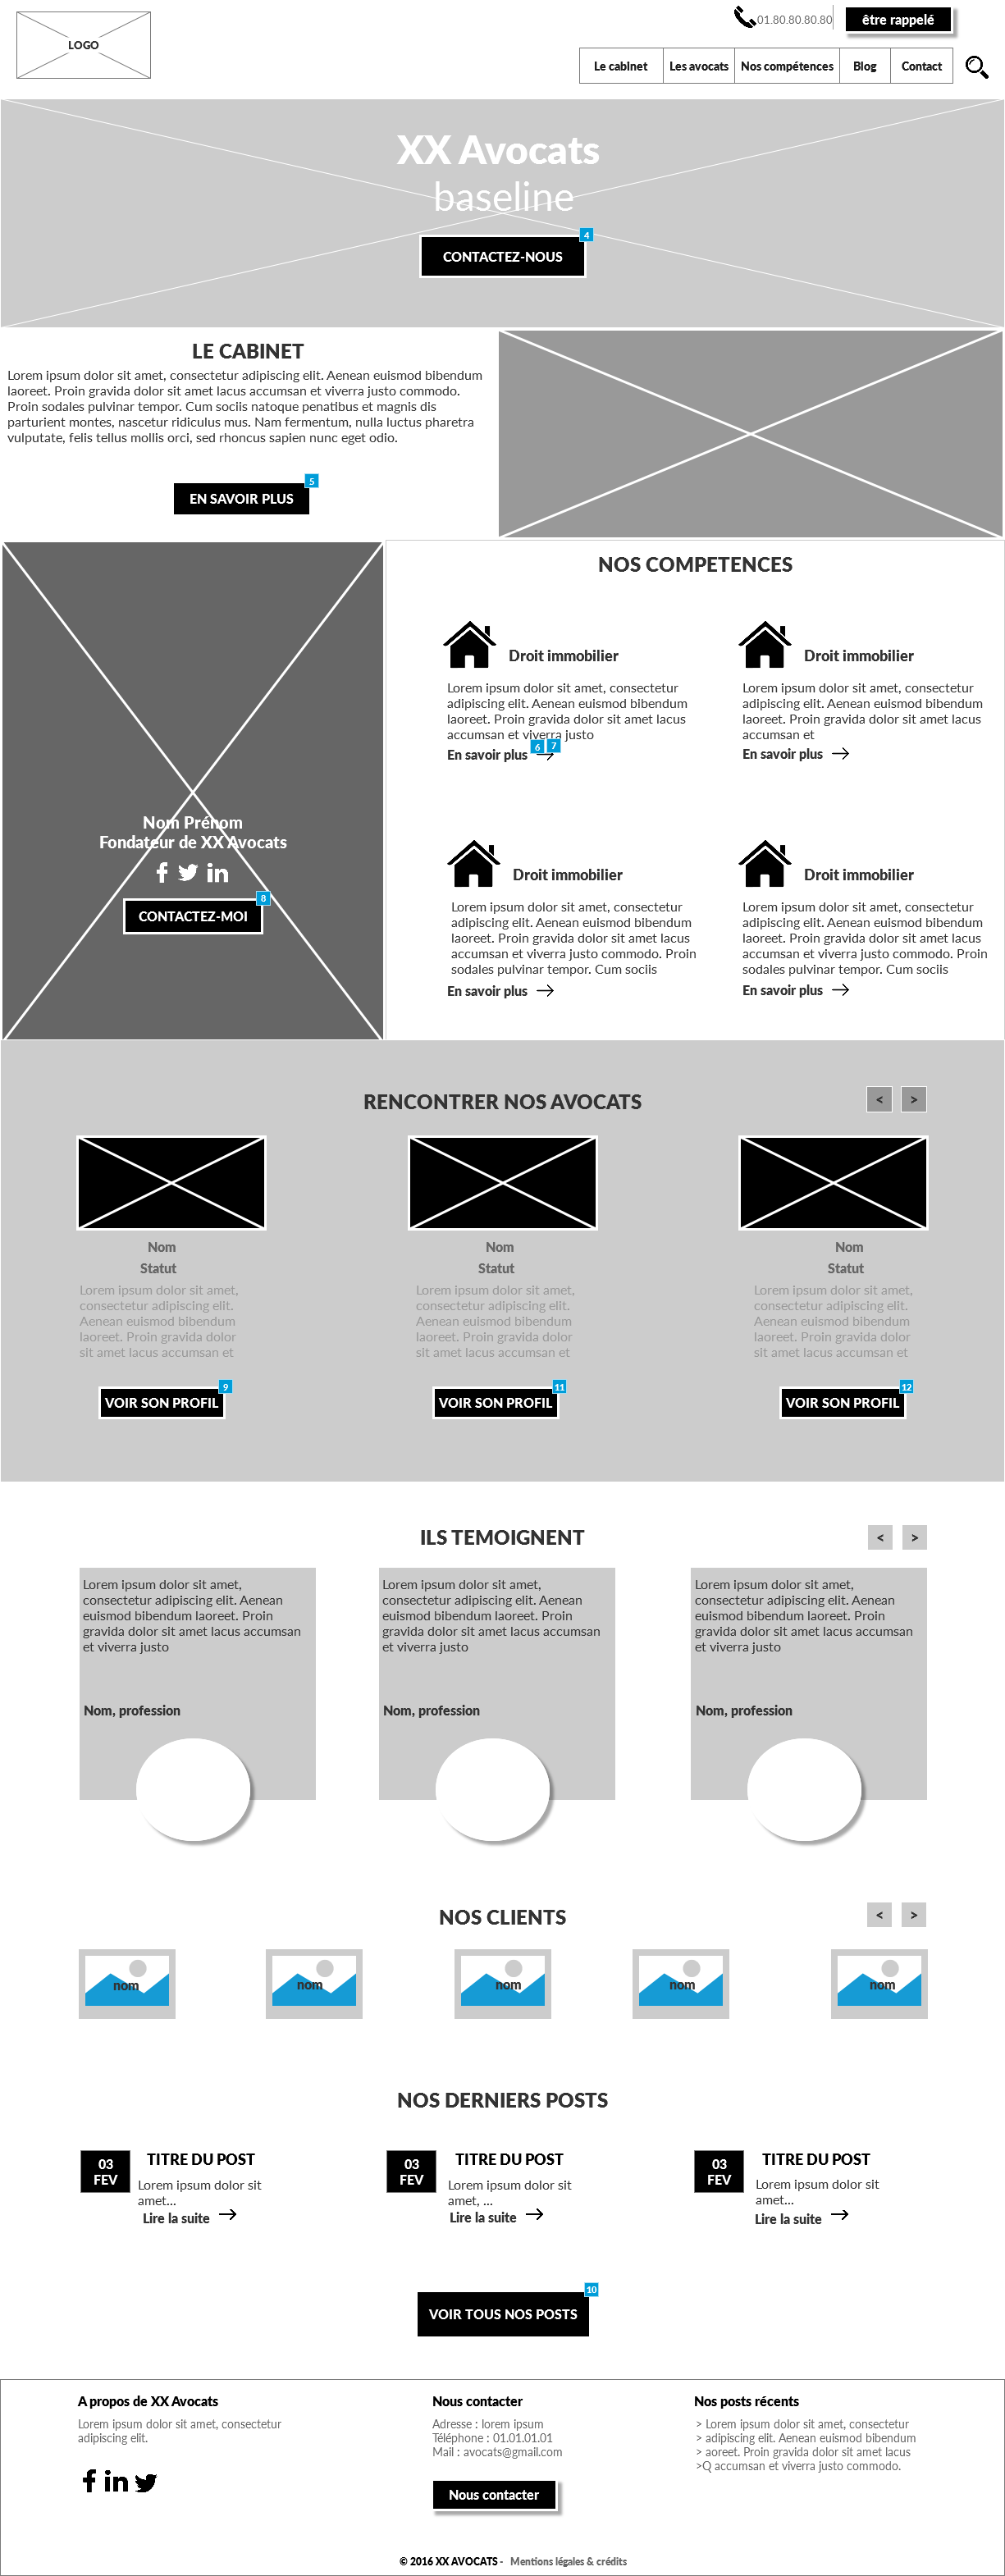 01.80.80.80.80
être rappelé
LOGO
Le cabinet Les avocats Nos compétences Blog Contact
XX Avocats
baseline
4
CONTACTEZ-NOUS
LE CABINET
Lorem ipsum dolor sit amet, consectetur adipiscing elit. Aenean euismod bibendum
laoreet. Proin gravida dolor sit amet lacus accumsan et viverra justo commodo.
Proin sodales pulvinar tempor. Cum sociis natoque penatibus et magnis dis
parturient montes, nascetur ridiculus mus. Nam fermentum, nulla luctus pharetra
vulputate, felis tellus mollis orci, sed rhoncus sapien nunc eget odio.
5
EN SAVOIR PLUS
Nom Prénom
Fondateur de XX Avocats
8
CONTACTEZ-MOI
NOS COMPETENCES
Droit immobilier
Lorem ipsum dolor sit amet, consectetur
adipiscing elit. Aenean euismod bibendum
laoreet. Proin gravida dolor sit amet lacus
accumsan et viverra justo
6 7
En savoir plus
Droit immobilier
Lorem ipsum dolor sit amet, consectetur
adipiscing elit. Aenean euismod bibendum
laoreet. Proin gravida dolor sit amet lacus
accumsan et
En savoir plus
Droit immobilier
Lorem ipsum dolor sit amet, consectetur
adipiscing elit. Aenean euismod bibendum
laoreet. Proin gravida dolor sit amet lacus
accumsan et viverra justo commodo. Proin
sodales pulvinar tempor. Cum sociis
En savoir plus
Droit immobilier
Lorem ipsum dolor sit amet, consectetur
adipiscing elit. Aenean euismod bibendum
laoreet. Proin gravida dolor sit amet lacus
accumsan et viverra justo commodo. Proin
sodales pulvinar tempor. Cum sociis
En savoir plus
RENCONTRER NOS AVOCATS
< >
Nom
Statut
Lorem ipsum dolor sit amet,
consectetur adipiscing elit.
Aenean euismod bibendum
laoreet. Proin gravida dolor
sit amet lacus accumsan et
9
VOIR SON PROFIL
Nom
Statut
Lorem ipsum dolor sit amet,
consectetur adipiscing elit.
Aenean euismod bibendum
laoreet. Proin gravida dolor
sit amet lacus accumsan et
11
VOIR SON PROFIL
Nom
Statut
Lorem ipsum dolor sit amet,
consectetur adipiscing elit.
Aenean euismod bibendum
laoreet. Proin gravida dolor
sit amet lacus accumsan et
12
VOIR SON PROFIL
ILS TEMOIGNENT
< >
Lorem ipsum dolor sit amet,
consectetur adipiscing elit. Aenean
euismod bibendum laoreet. Proin
gravida dolor sit amet lacus accumsan
et viverra justo
Nom, profession
Lorem ipsum dolor sit amet,
consectetur adipiscing elit. Aenean
euismod bibendum laoreet. Proin
gravida dolor sit amet lacus accumsan
et viverra justo
Nom, profession
Lorem ipsum dolor sit amet,
consectetur adipiscing elit. Aenean
euismod bibendum laoreet. Proin
gravida dolor sit amet lacus accumsan
et viverra justo
Nom, profession
NOS CLIENTS
< >
nom nom nom nom nom
NOS DERNIERS POSTS
03
FEV
TITRE DU POST
Lorem ipsum dolor sit
amet...
Lire la suite
03
FEV
TITRE DU POST
Lorem ipsum dolor sit
amet, ...
Lire la suite
03
FEV
TITRE DU POST
Lorem ipsum dolor sit
amet...
Lire la suite
10
VOIR TOUS NOS POSTS
A propos de XX Avocats
Lorem ipsum dolor sit amet, consectetur
adipiscing elit.
Nous contacter
Adresse : lorem ipsum
Téléphone : 01.01.01.01
Mail : avocats@gmail.com
Nous contacter
Nos posts récents
> Lorem ipsum dolor sit amet, consectetur
> adipiscing elit. Aenean euismod bibendum
> aoreet. Proin gravida dolor sit amet lacus
>Q accumsan et viverra justo commodo.
© 2016 XX AVOCATS - Mentions légales & crédits